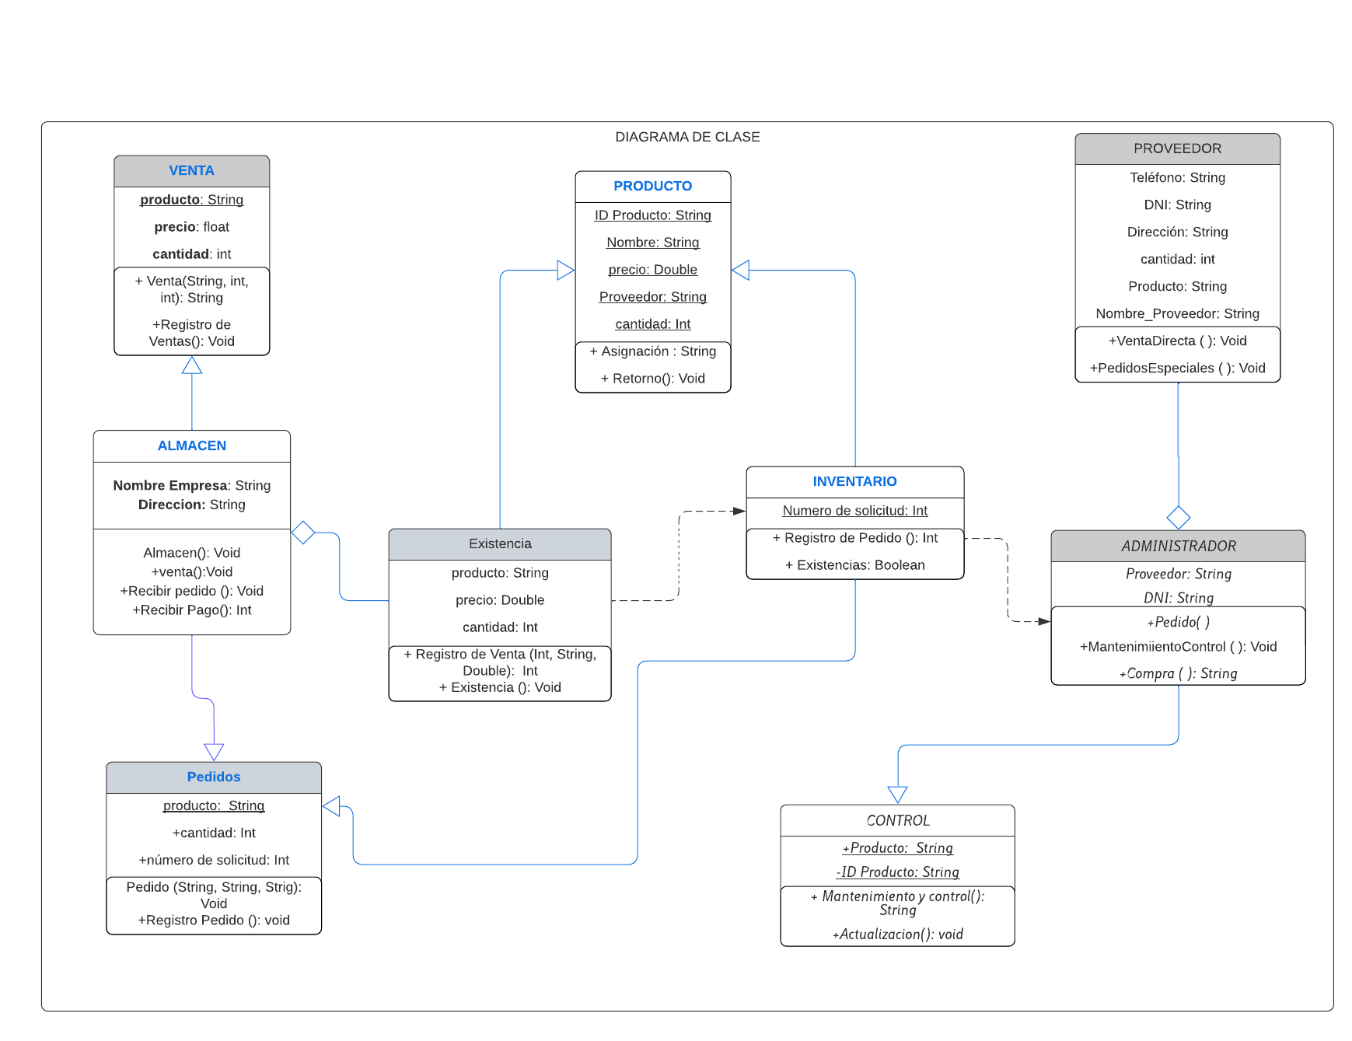 DIAGRAMA DE CLASE
VENTA
producto: String
precio: float
cantidad: int
+ Venta(String, int,
int): String
+Registro de
Ventas(): Void
PRODUCTO
ID Producto: String
Nombre: String
precio: Double
Proveedor: String
cantidad: Int
+ Asignación : String
+ Retorno(): Void
PROVEEDOR
Teléfono: String
DNI: String
Dirección: String
cantidad: int
Producto: String
Nombre_Proveedor: String
+VentaDirecta ( ): Void
+PedidosEspeciales ( ): Void
ALMACEN
Nombre Empresa: String
Direccion: String
Almacen(): Void
+venta():Void
+Recibir pedido (): Void
+Recibir Pago(): Int
Existencia
producto: String
precio: Double
cantidad: Int
+ Registro de Venta (Int, String,
Double):  Int
+ Existencia (): Void
INVENTARIO
Numero de solicitud: Int
+ Registro de Pedido (): Int
+ Existencias: Boolean
ADMINISTRADOR
Proveedor: String
DNI: String
+Pedido( )
+MantenimiientoControl ( ): Void
+Compra ( ): String
Pedidos
producto:  String
+cantidad: Int
+número de solicitud: Int
Pedido (String, String, Strig):
Void
+Registro Pedido (): void
CONTROL
+Producto:  String
-ID Producto: String
+ Mantenimiento y control():
String
+Actualizacion(): void